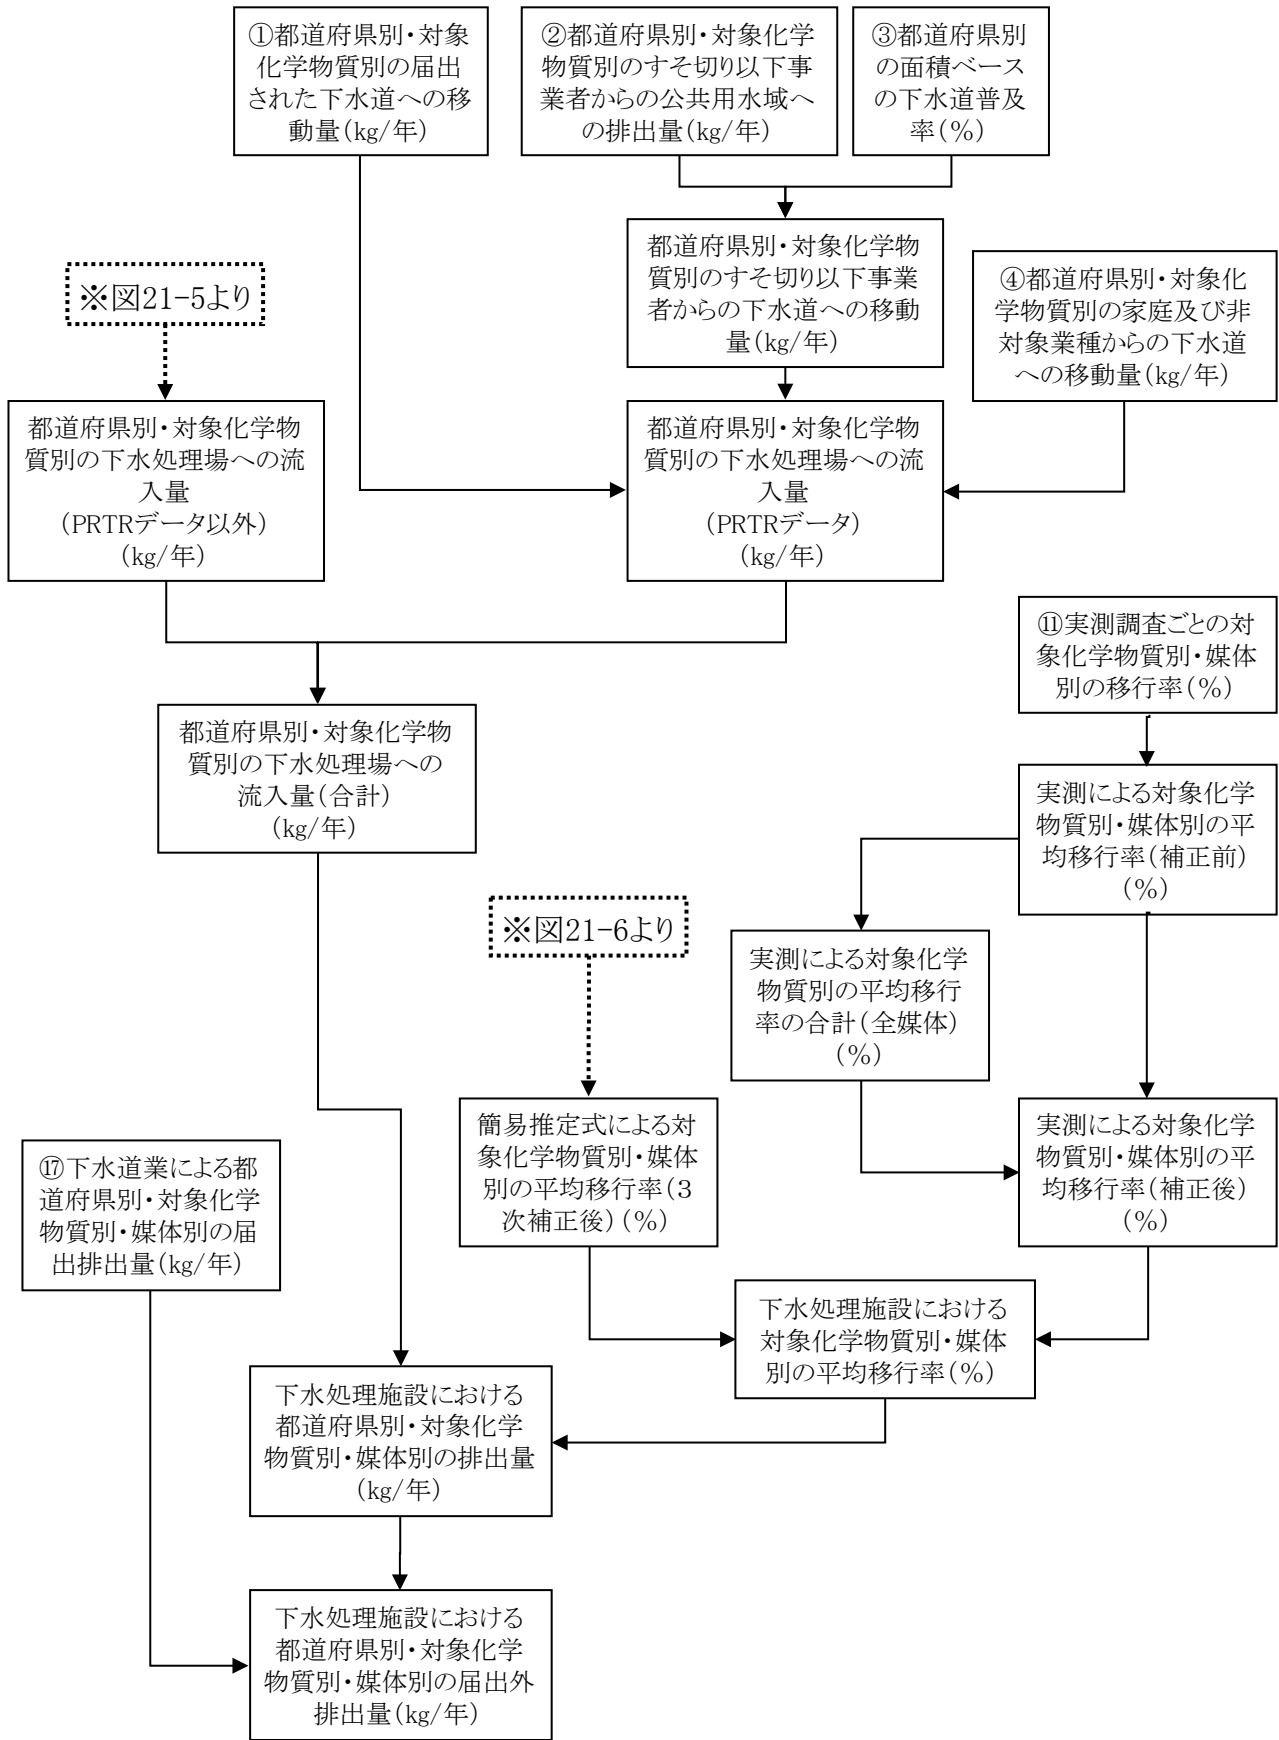 ①都道府県別・対象
化学物質別の届出
された下水道への移
動量(kg/年)
②都道府県別・対象化学
物質別のすそ切り以下事
業者からの公共用水域へ
の排出量(kg/年)
③都道府県別
の面積ベース
の下水道普及
率(%)
都道府県別・対象化学物
質別のすそ切り以下事業
者からの下水道への移動
量(kg/年)
④都道府県別・対象化
学物質別の家庭及び非
対象業種からの下水道
への移動量(kg/年)
※図21-5より
都道府県別・対象化学物
質別の下水処理場への流
入量
(PRTRデータ以外)
(kg/年)
都道府県別・対象化学物
質別の下水処理場への流
入量
(PRTRデータ)
(kg/年)
⑪実測調査ごとの対
象化学物質別・媒体
別の移行率(%)
都道府県別・対象化学物
質別の下水処理場への
流入量(合計)
(kg/年)
実測による対象化学
物質別・媒体別の平
均移行率(補正前)
(%)
※図21-6より
実測による対象化学
物質別の平均移行
率の合計(全媒体)
(%)
簡易推定式による対
象化学物質別・媒体
別の平均移行率(3
次補正後)(%)
実測による対象化学
物質別・媒体別の平
均移行率(補正後)
(%)
⑰下水道業による都
道府県別・対象化学
物質別・媒体別の届
出排出量(kg/年)
下水処理施設における
対象化学物質別・媒体
別の平均移行率(%)
下水処理施設における
都道府県別・対象化学
物質別・媒体別の排出量
(kg/年)
下水処理施設における
都道府県別・対象化学
物質別・媒体別の届出外
排出量(kg/年)